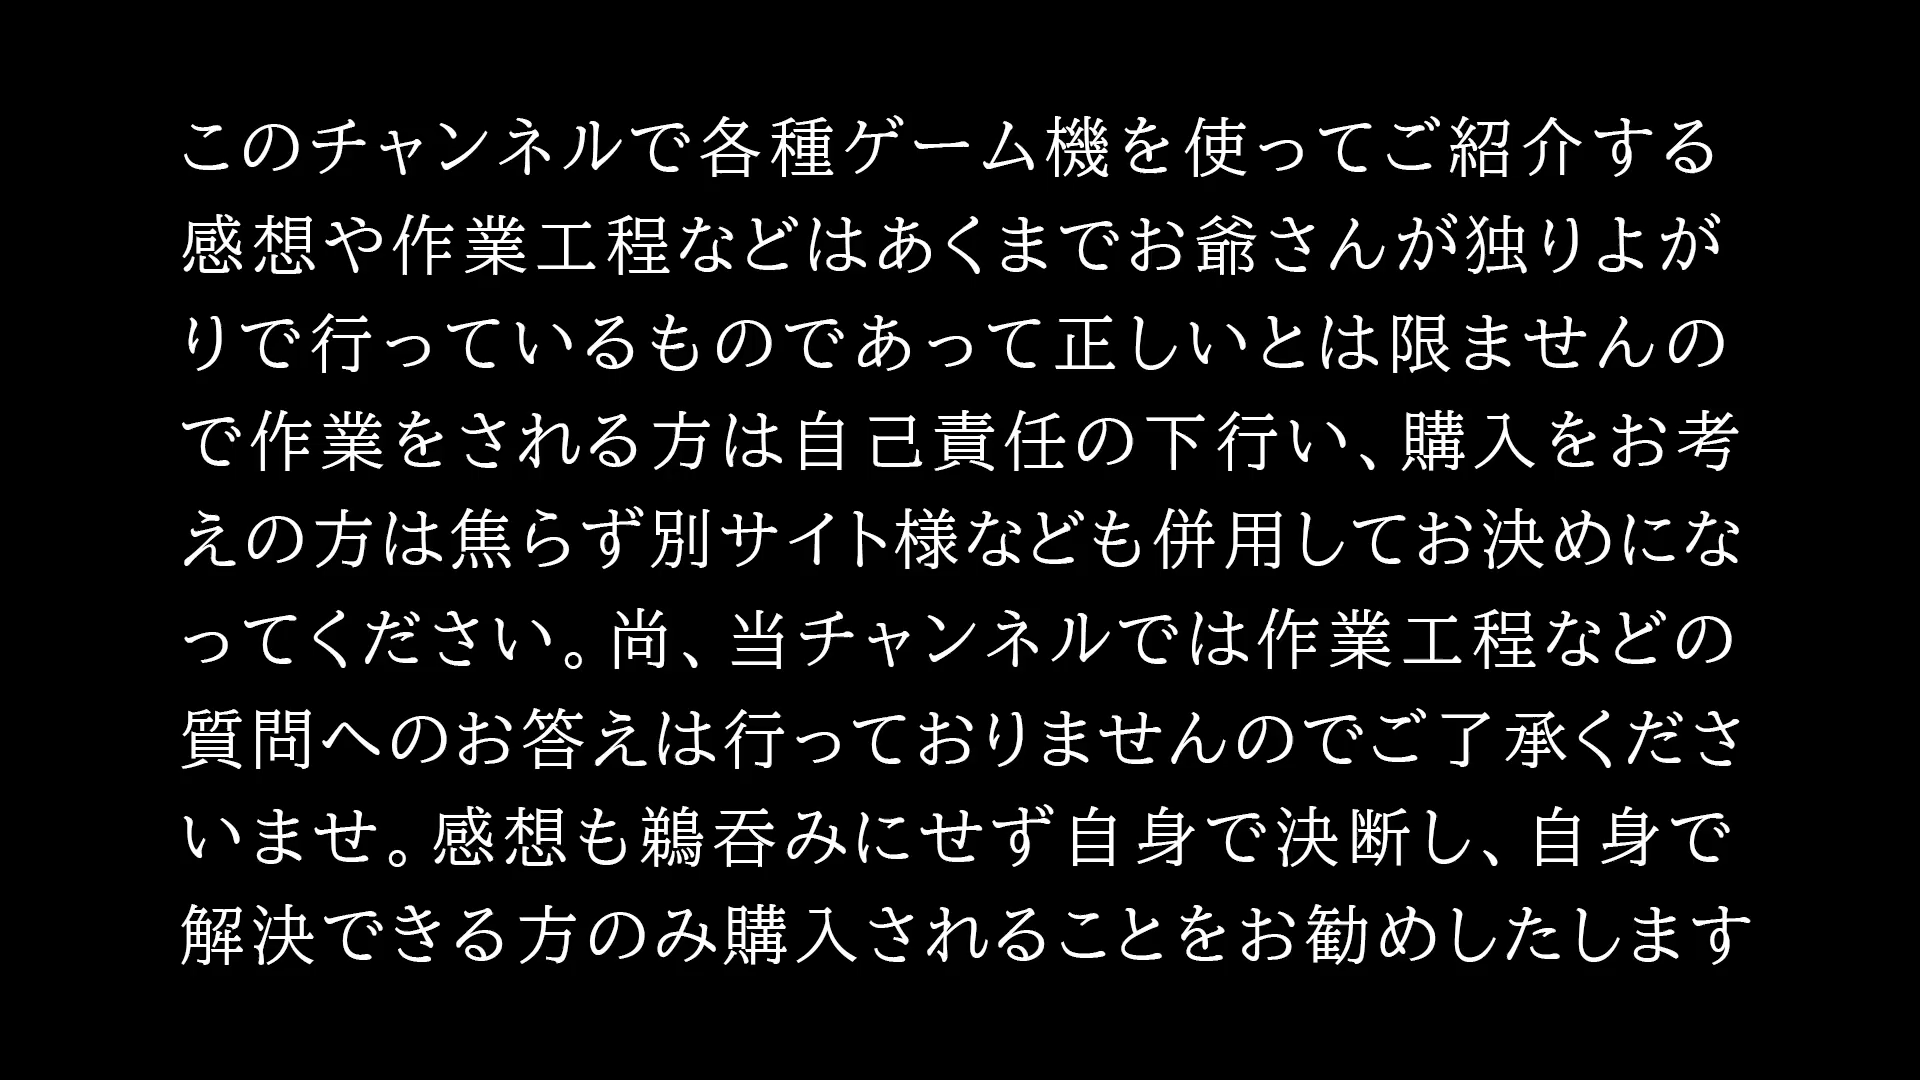 このチャンネルで各種ゲーム機を使ってご紹介する
感想や作業工程などはあくまでお爺さんが独りよが
りで行っているものであって正しいとは限ませんの
で作業をされる方は自己責任の下行い、購入をお考
えの方は焦らず別サイト様なども併用してお決めにな
ってください。尚、当チャンネルでは作業工程などの
質問へのお答えは行っておりませんのでご了承くださ
いませ。感想も鵜呑みにせず自身で決断し、自身で
解決できる方のみ購入されることをお勧めしたします